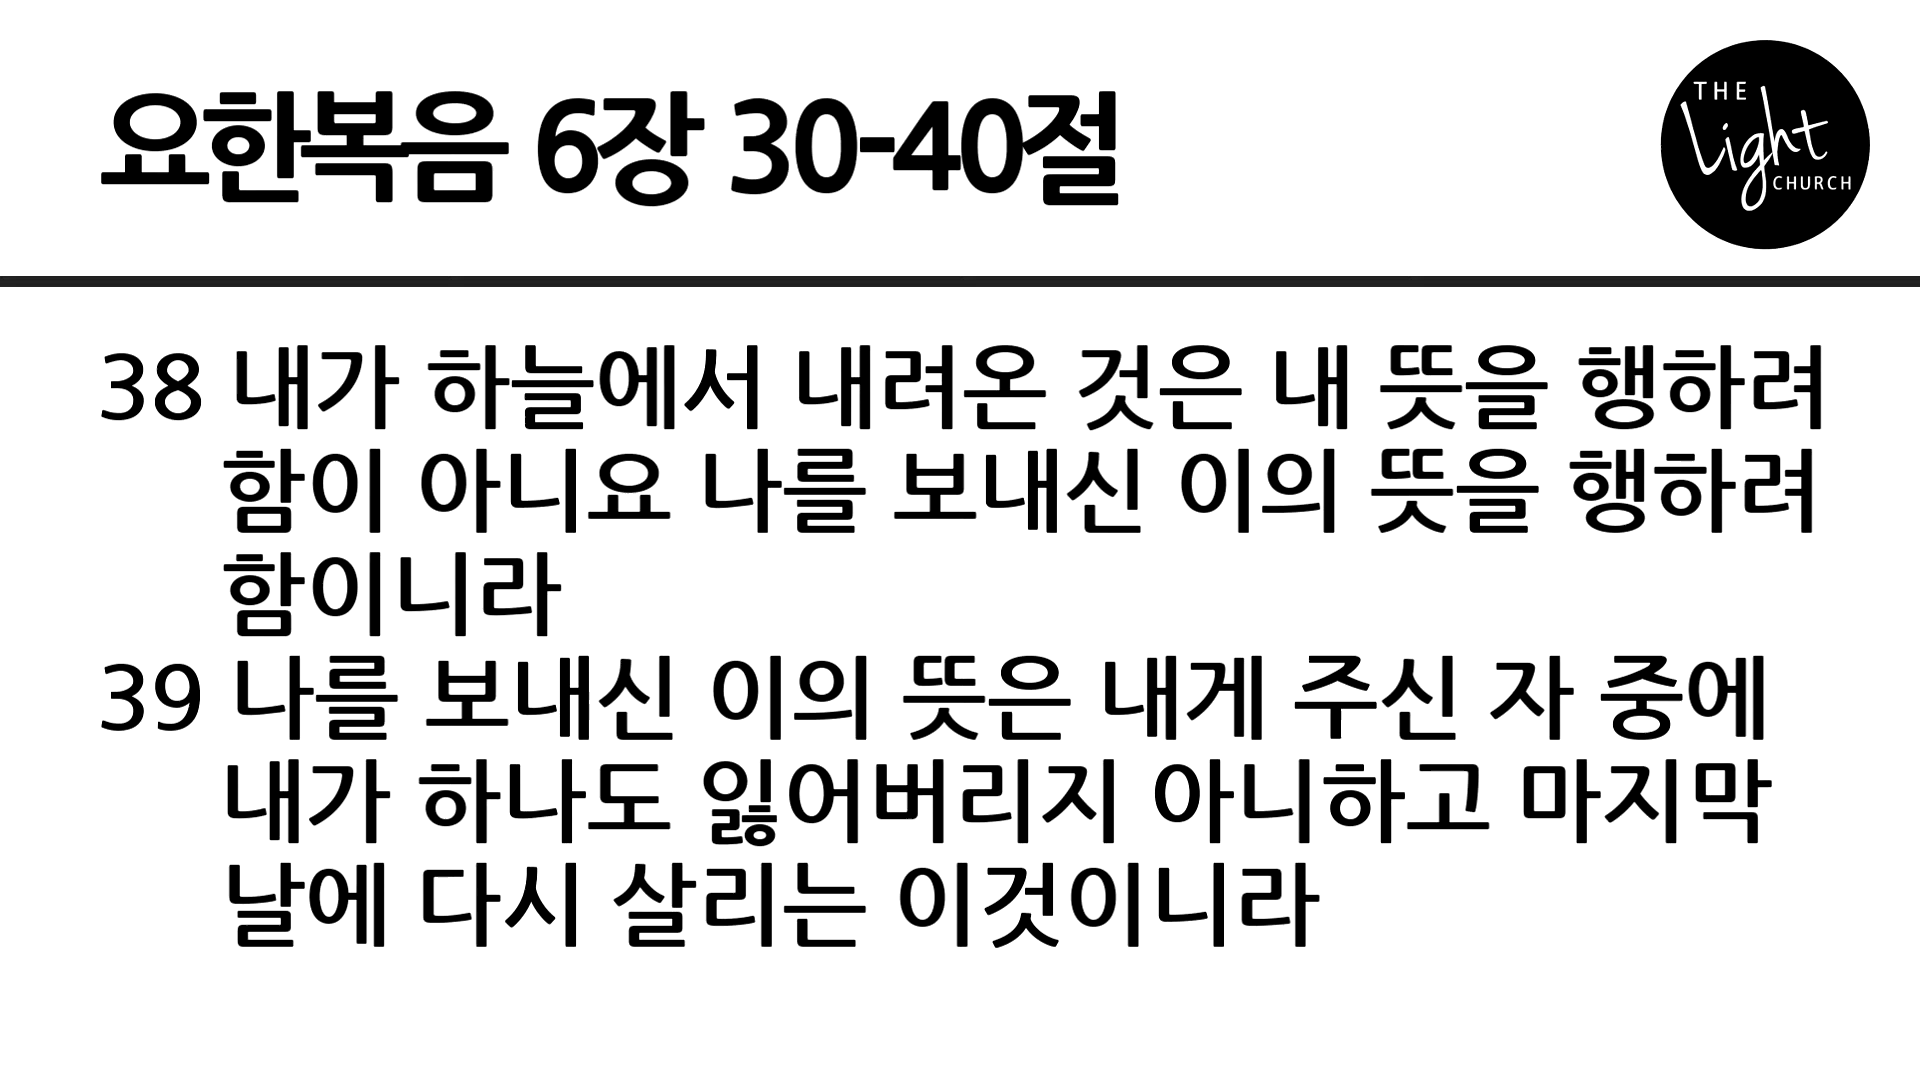 요한복음 6장 30-40절
THE
Light
CHURCH
38 내가 하늘에서 내려온 것은 내 뜻을 행하려
함이 아니요 나를 보내신 이의 뜻을 행하려
함이니라
39 나를 보내신 이의 뜻은 내게 주신 자 중에
내가 하나도 잃어버리지 아니하고 마지막
날에 다시 살리는 이것이니라